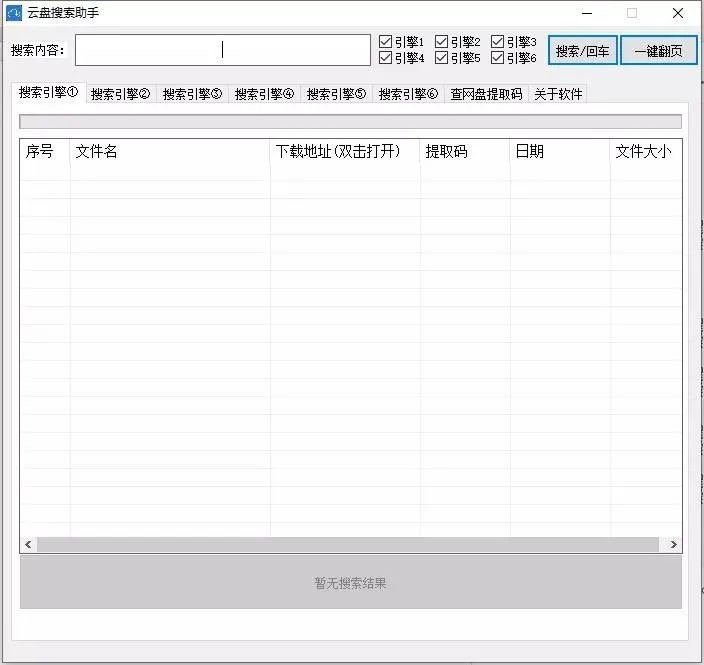 云盘搜索助手
搜索内容：
引擎1 引擎2 引擎3
引擎4 引擎5 引擎6
搜索/回车 一键翻页
搜索引擎① 搜索引擎② 搜索引擎③ 搜索引擎④ 搜索引擎⑤ 搜索引擎⑥ 查网盘提取码 关于软件
序号 文件名 下载地址(双击打开) 提取码 日期 文件大小
暂无搜索结果